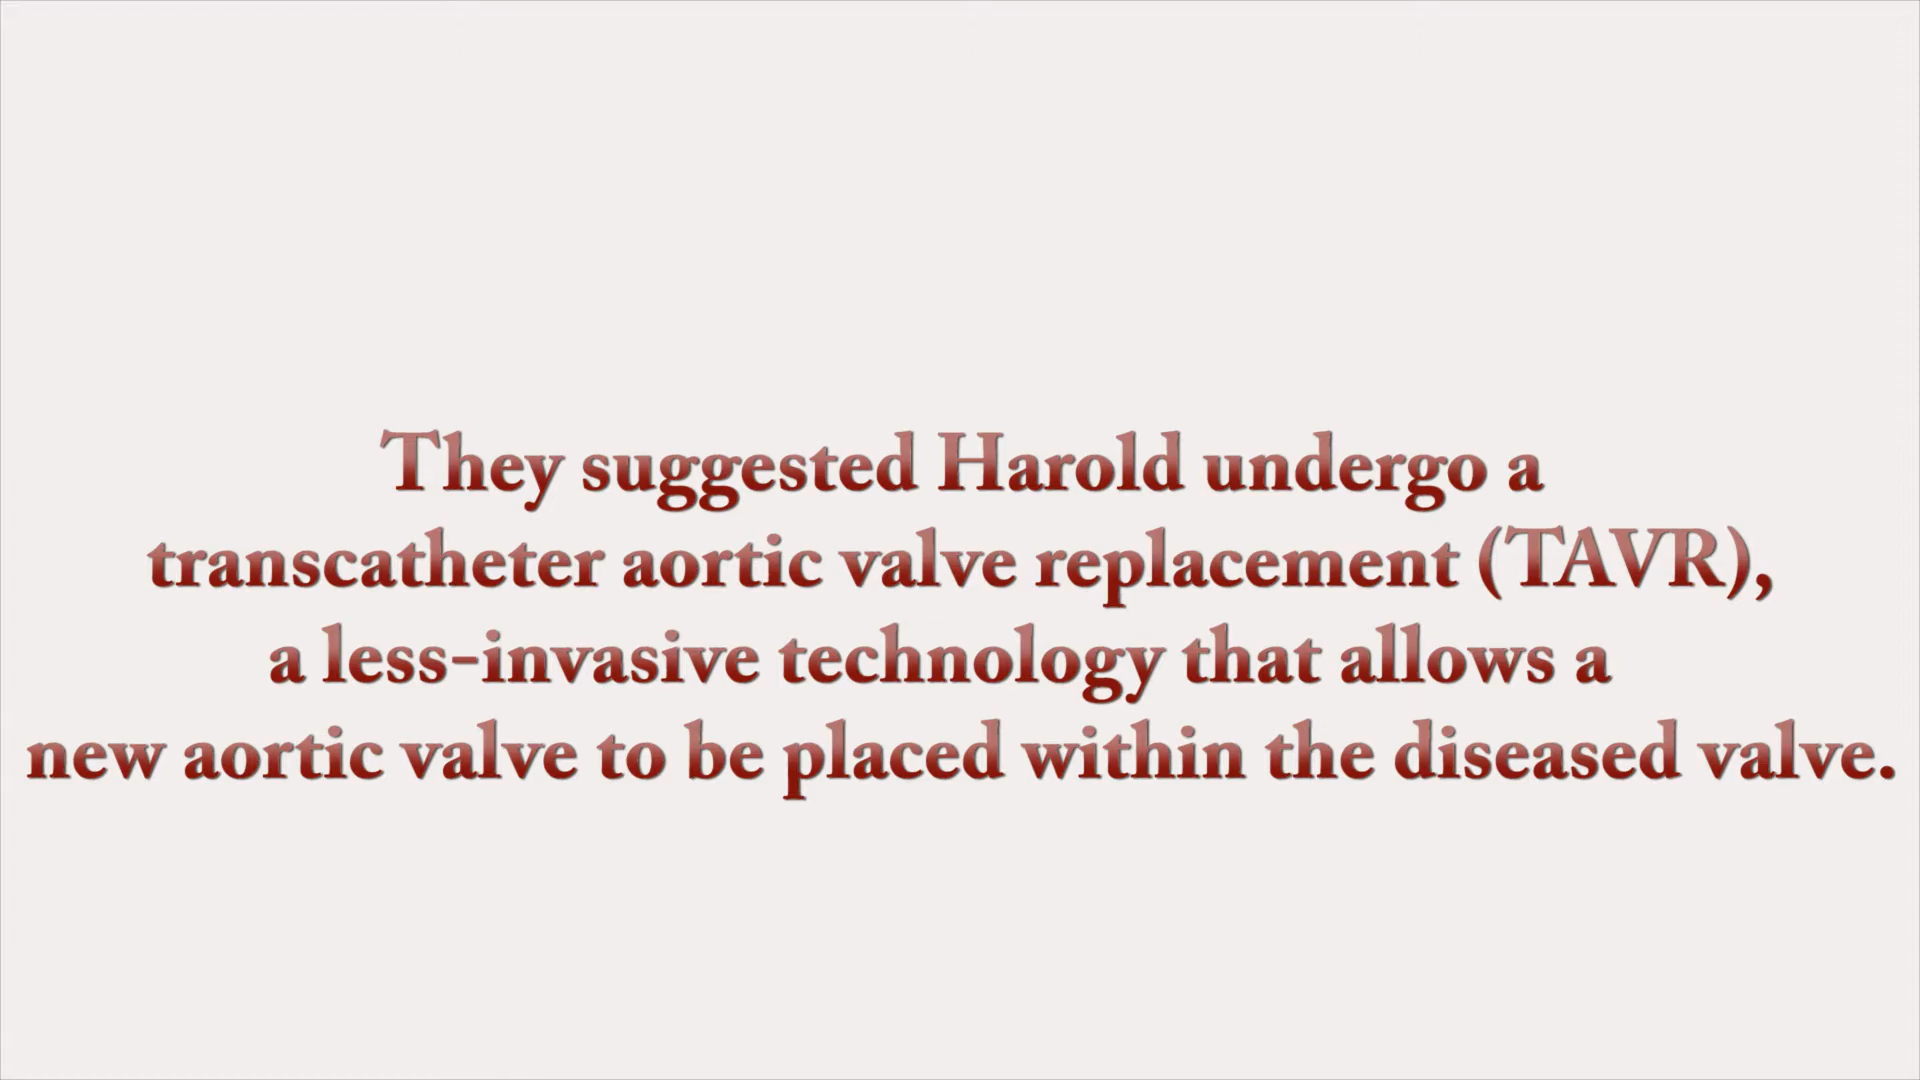 They suggested Harold undergo a
transcatheter aortic valve replacement (TAVR),
a less-invasive technology that allows a
new aortic valve to be placed within the diseased valve.